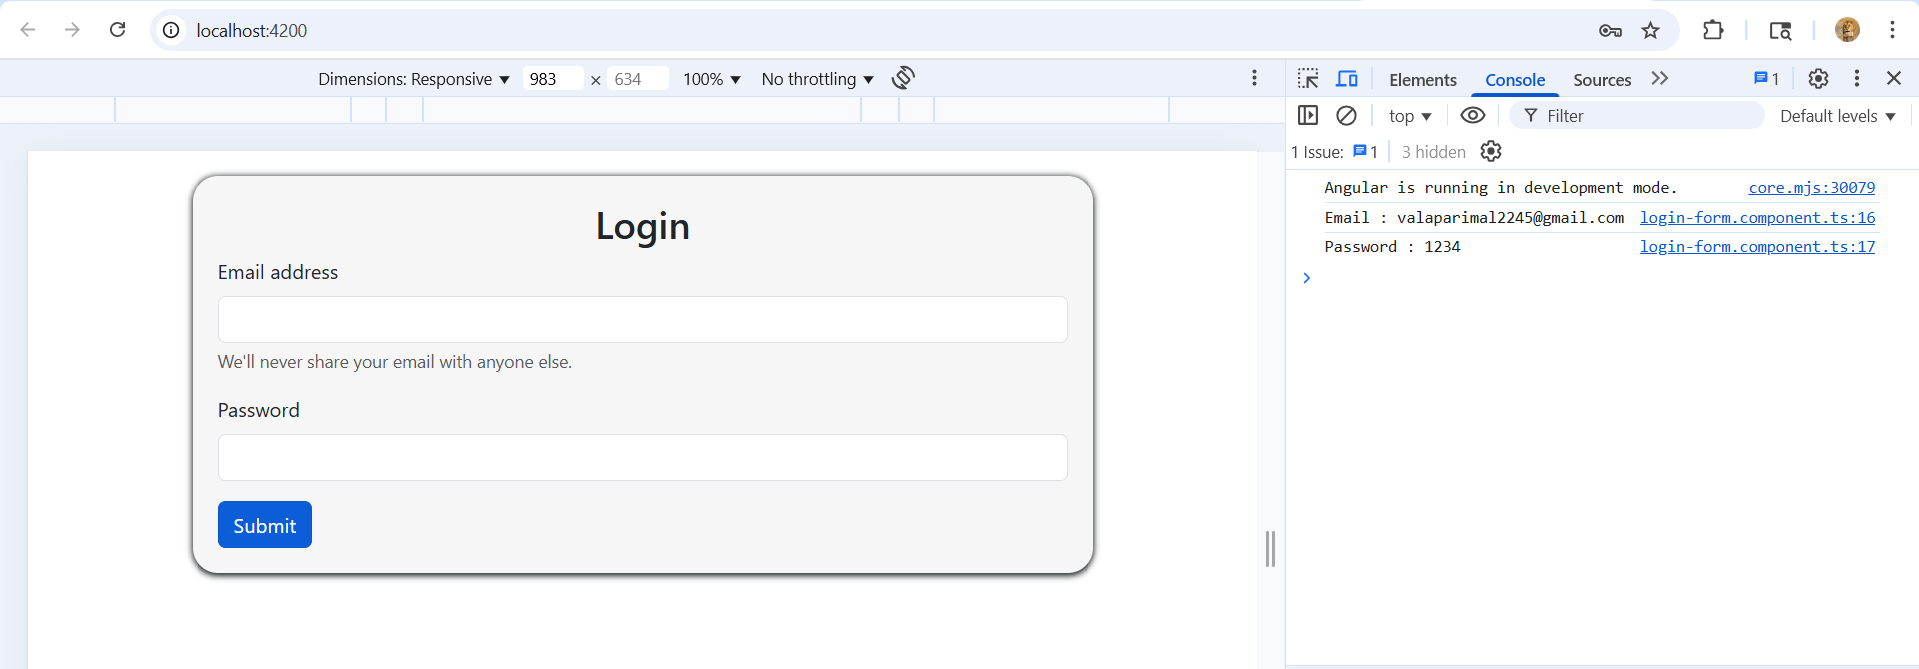 localhost:4200
Dimensions: Responsive 983 × 634 100% No throttling
Elements Console Sources 1
top Filter Default levels
1 Issue: 1 3 hidden
Angular is running in development mode. core.mjs:30079
Email : valaparimal2245@gmail.com login-form.component.ts:16
Password : 1234 login-form.component.ts:17
Login
Email address
We'll never share your email with anyone else.
Password
Submit